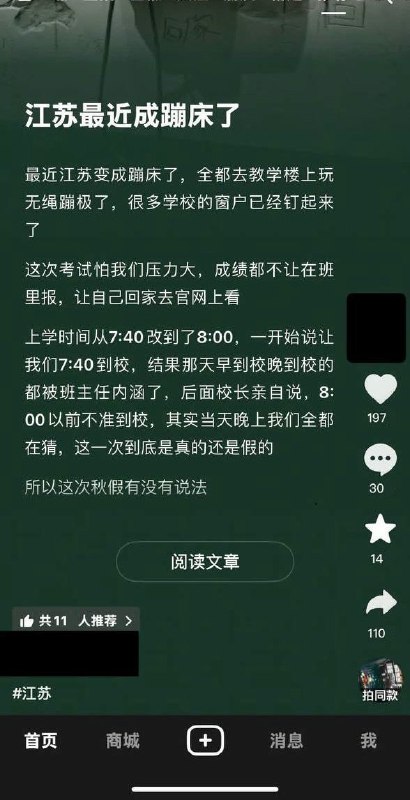 江苏最近成蹦床了
最近江苏变成蹦床了，全都去教学楼上玩
无绳蹦极了，很多学校的窗户已经钉起来
了
这次考试怕我们压力大，成绩都不让在班
里报，让自己回家去官网上看
上学时间从7:40改到了8:00，一开始说让
我们7:40到校，结果那天早到校晚到校的
都被班主任内涵了，后面校长亲自说，8:
00以前不准到校，其实当天晚上我们全都
在猜，这一次到底是真的还是假的
所以这次秋假有没有说法
阅读文章
197
30
14
110
共11 人推荐 >
拍同款
#江苏
首页
商城
消息
我